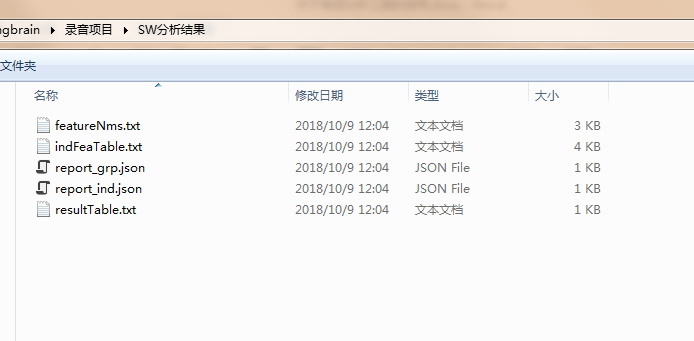 ngbrain ▸ 录音项目 ▸ SW分析结果
文件夹
名称 修改日期 类型 大小
featureNms.txt 2018/10/9 12:04 文本文档 3 KB
indFeaTable.txt 2018/10/9 12:04 文本文档 4 KB
report_grp.json 2018/10/9 12:04 JSON File 1 KB
report_ind.json 2018/10/9 12:04 JSON File 1 KB
resultTable.txt 2018/10/9 12:04 文本文档 1 KB